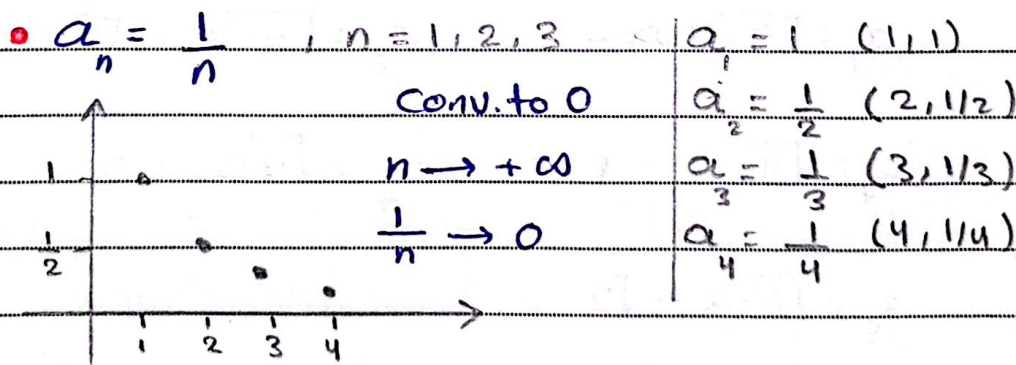 • a_n = 1/n , n = 1, 2, 3
Conv. to 0
n → + ∞
1/n → 0
a_1 = 1 (1,1)
a_2 = 1/2 (2, 1/2)
a_3 = 1/3 (3, 1/3)
a_4 = 1/4 (4, 1/4)
1
1/2
1 2 3 4